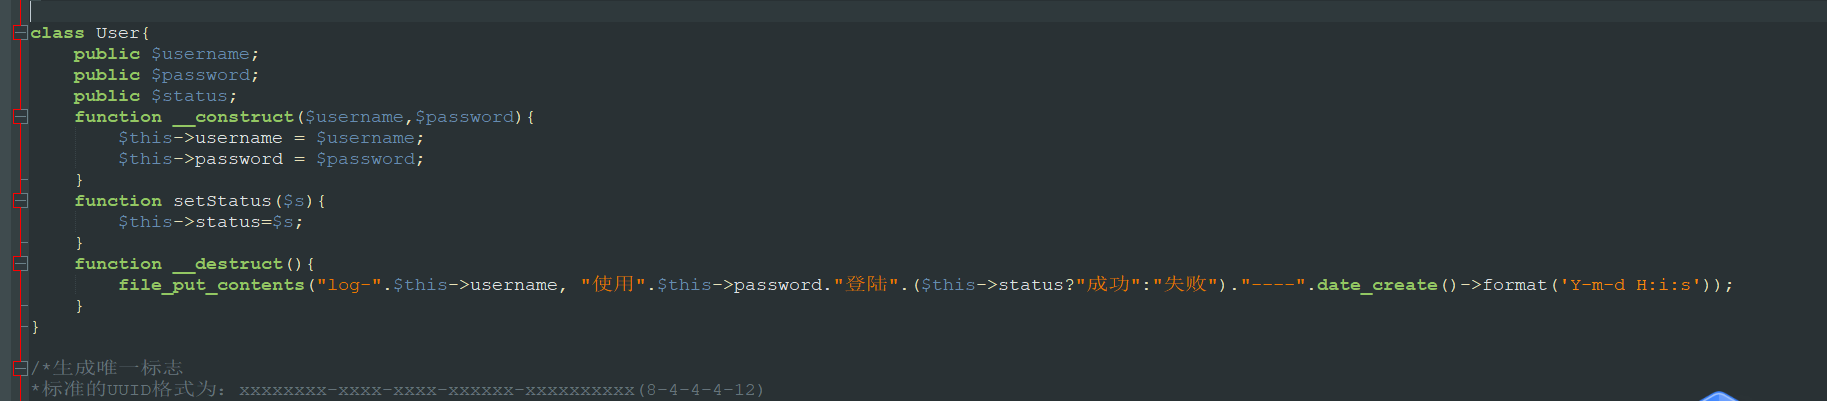 class User{
    public $username;
    public $password;
    public $status;
    function __construct($username,$password){
        $this->username = $username;
        $this->password = $password;
    }
    function setStatus($s){
        $this->status=$s;
    }
    function __destruct(){
        file_put_contents("log-".$this->username, "使用".$this->password."登陆".($this->status?"成功":"失败")."----".date_create()->format('Y-m-d H:i:s'));
    }
}
/*生成唯一标志
*标准的UUID格式为：xxxxxxxx-xxxx-xxxx-xxxxxx-xxxxxxxxxx(8-4-4-4-12)